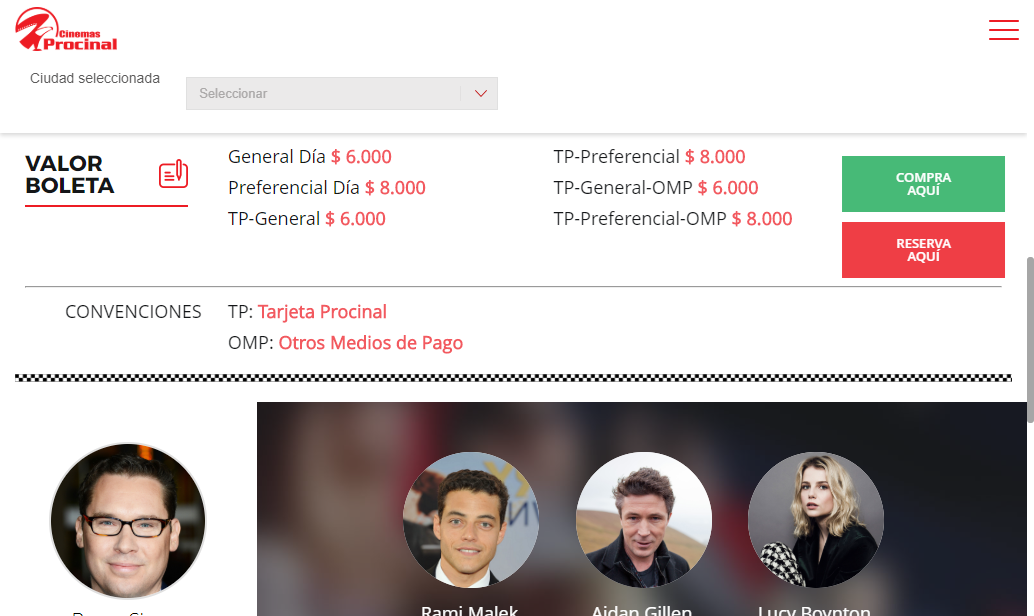 Cinemas
Procinal
Ciudad seleccionada
Seleccionar
VALOR
BOLETA
General Día $ 6.000
Preferencial Día $ 8.000
TP-General $ 6.000
TP-Preferencial $ 8.000
TP-General-OMP $ 6.000
TP-Preferencial-OMP $ 8.000
COMPRA
AQUÍ
RESERVA
AQUÍ
CONVENCIONES
TP: Tarjeta Procinal
OMP: Otros Medios de Pago
Rami Malek
Aidan Gillen
Lucy Boynton